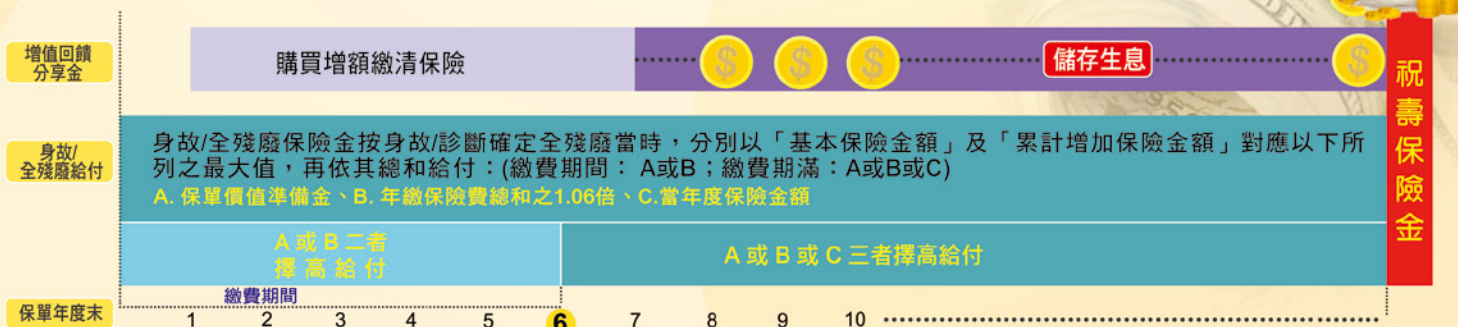 增值回饋
分享金
購買增額繳清保險
$ $ $
儲存生息
$
祝壽保險金
身故/
全殘廢給付
身故/全殘廢保險金按身故/診斷確定全殘廢當時，分別以「基本保險金額」及「累計增加保險金額」對應以下所
列之最大值，再依其總和給付：(繳費期間： A或B；繳費期滿：A或B或C)
A. 保單價值準備金、B. 年繳保險費總和之1.06倍、C.當年度保險金額
A 或 B 二者
擇 高 給 付
A 或 B 或 C 三者擇高給付
繳費期間
保單年度末
1 2 3 4 5 6 7 8 9 10